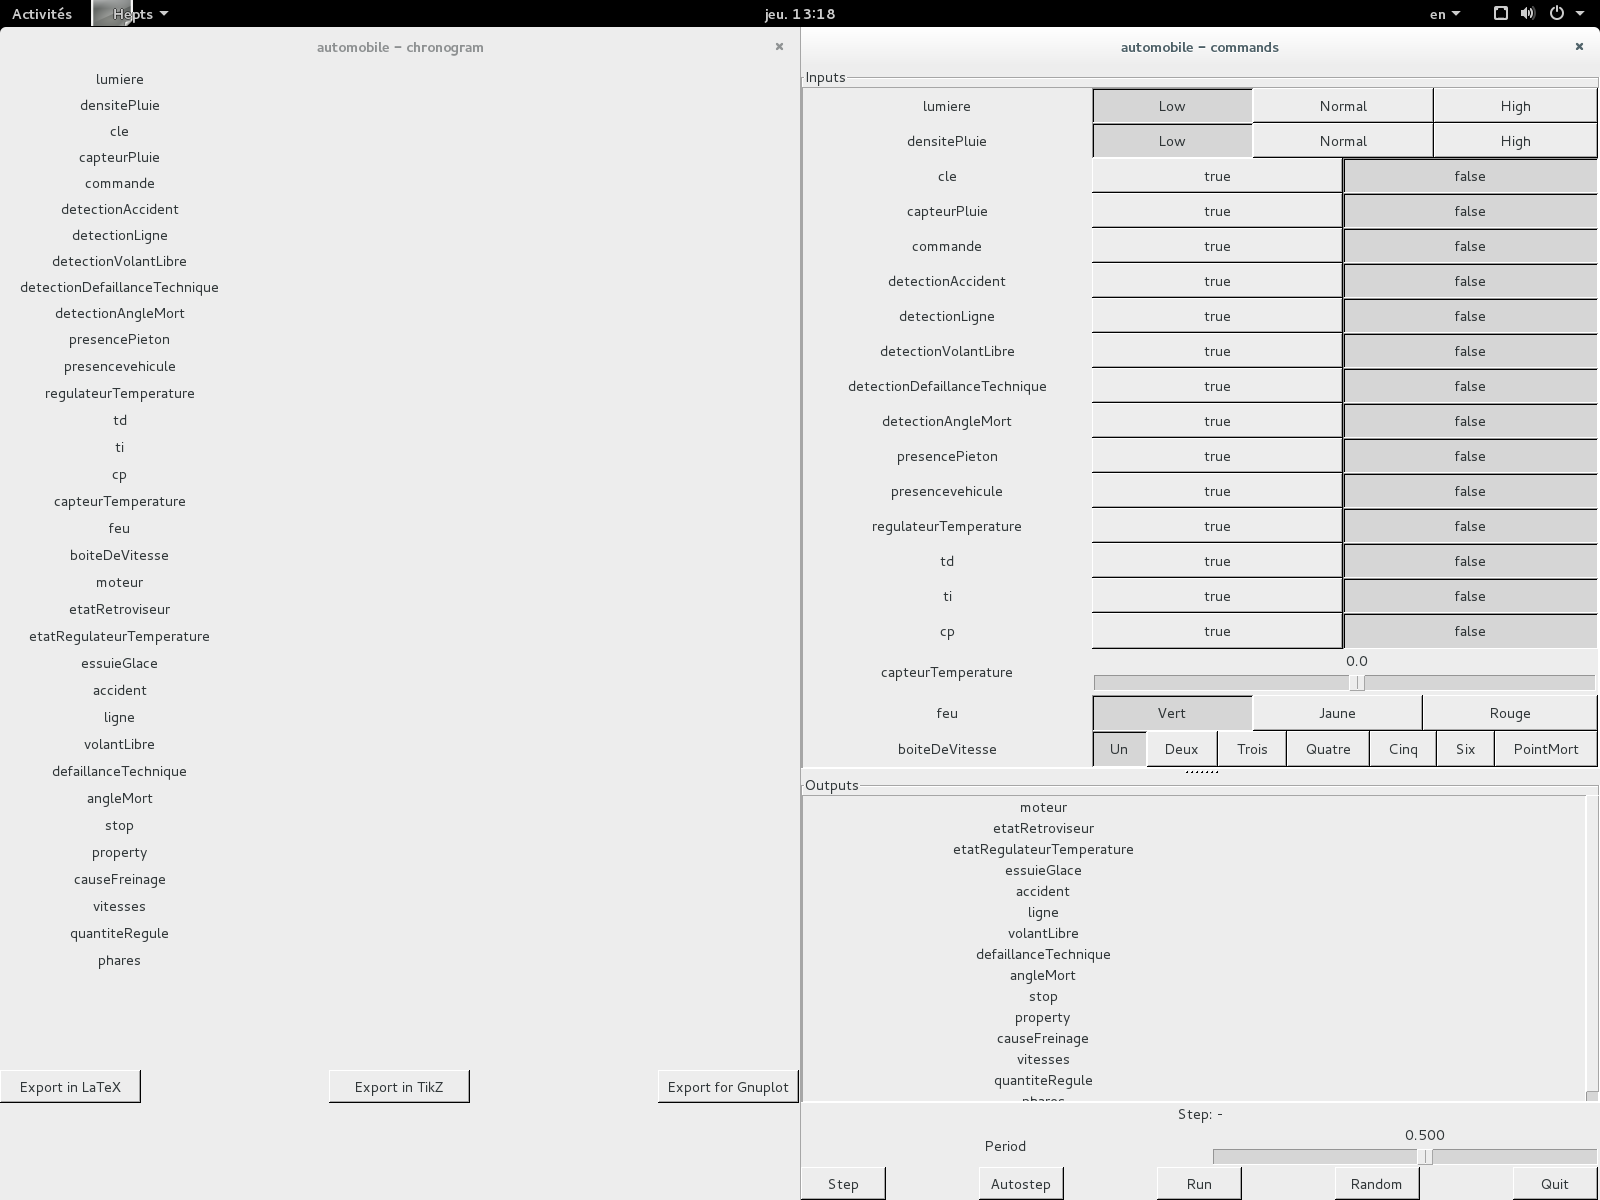 Activités Hepts jeu. 13:18 en
automobile – chronogram ×
lumiere
densitePluie
cle
capteurPluie
commande
detectionAccident
detectionLigne
detectionVolantLibre
detectionDefaillanceTechnique
detectionAngleMort
presencePieton
presencevehicule
regulateurTemperature
td
ti
cp
capteurTemperature
feu
boiteDeVitesse
moteur
etatRetroviseur
etatRegulateurTemperature
essuieGlace
accident
ligne
volantLibre
defaillanceTechnique
angleMort
stop
property
causeFreinage
vitesses
quantiteRegule
phares
Export in LaTeX Export in TikZ Export for Gnuplot
automobile – commands ×
Inputs
lumiere Low Normal High
densitePluie Low Normal High
cle true false
capteurPluie true false
commande true false
detectionAccident true false
detectionLigne true false
detectionVolantLibre true false
detectionDefaillanceTechnique true false
detectionAngleMort true false
presencePieton true false
presencevehicule true false
regulateurTemperature true false
td true false
ti true false
cp true false
capteurTemperature 0.0
feu Vert Jaune Rouge
boiteDeVitesse Un Deux Trois Quatre Cinq Six PointMort
Outputs
moteur
etatRetroviseur
etatRegulateurTemperature
essuieGlace
accident
ligne
volantLibre
defaillanceTechnique
angleMort
stop
property
causeFreinage
vitesses
quantiteRegule
phares
Step: -
Period 0.500
Step Autostep Run Random Quit